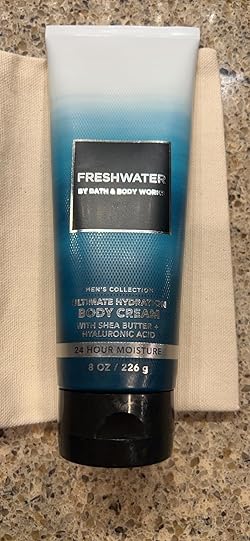 FRESHWATER
BY BATH & BODY WORKS
MEN'S COLLECTION
ULTIMATE HYDRATION
BODY CREAM
WITH SHEA BUTTER +
HYALURONIC ACID
24 HOUR MOISTURE
8 OZ / 226 g